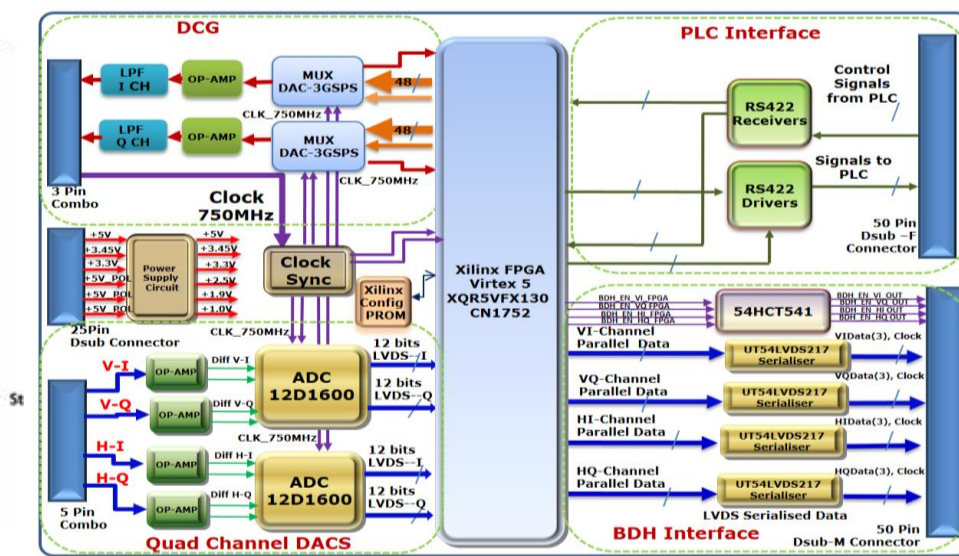 DCG
LPF
I CH
OP-AMP
MUX
DAC-3GSPS
48
CLK_750MHz
LPF
Q CH
OP-AMP
MUX
DAC-3GSPS
48
CLK_750MHz
3 Pin
Combo
Clock
750MHz
Clock
Sync
+5V
+3.45V
+3.3V
+5V_POL
+5V_POL
+5V_POL
Power
Supply
Circuit
+5V
+3.45V
+3.3V
+2.5V
+1.9V
+1.0V
25Pin
Dsub Connector
Xilinx
Config
PROM
CLK_750MHz
V-I
OP-AMP
Diff V-I
V-Q
OP-AMP
Diff V-Q
ADC
12D1600
12 bits
LVDS--I
12 bits
LVDS--Q
CLK_750MHz
H-I
OP-AMP
Diff H-I
H-Q
OP-AMP
Diff H-Q
ADC
12D1600
12 bits
LVDS--I
12 bits
LVDS--Q
5 Pin
Combo
Quad Channel DACS
Xilinx FPGA
Virtex 5
XQR5VFX130
CN1752
PLC Interface
Control
Signals
from PLC
RS422
Receivers
Signals to
PLC
RS422
Drivers
50 Pin
Dsub -F
Connector
BDH_EN_VI_FPGA
BDH_EN_VQ_FPGA
BDH_EN_HI_FPGA
BDH_EN_HQ_FPGA
54HCT541
BDH_EN_VI_OUT
BDH_EN_VQ_OUT
BDH_EN_HI_OUT
BDH_EN_HQ_OUT
VI-Channel
Parallel Data
UT54LVDS217
Serialiser
VIData(3), Clock
VQ-Channel
Parallel Data
UT54LVDS217
Serialiser
VQData(3), Clock
HI-Channel
Parallel Data
UT54LVDS217
Serialiser
HIData(3), Clock
HQ-Channel
Parallel Data
UT54LVDS217
Serialiser
HQData(3), Clock
LVDS Serialised Data
BDH Interface
50 Pin
Dsub-M Connector
St